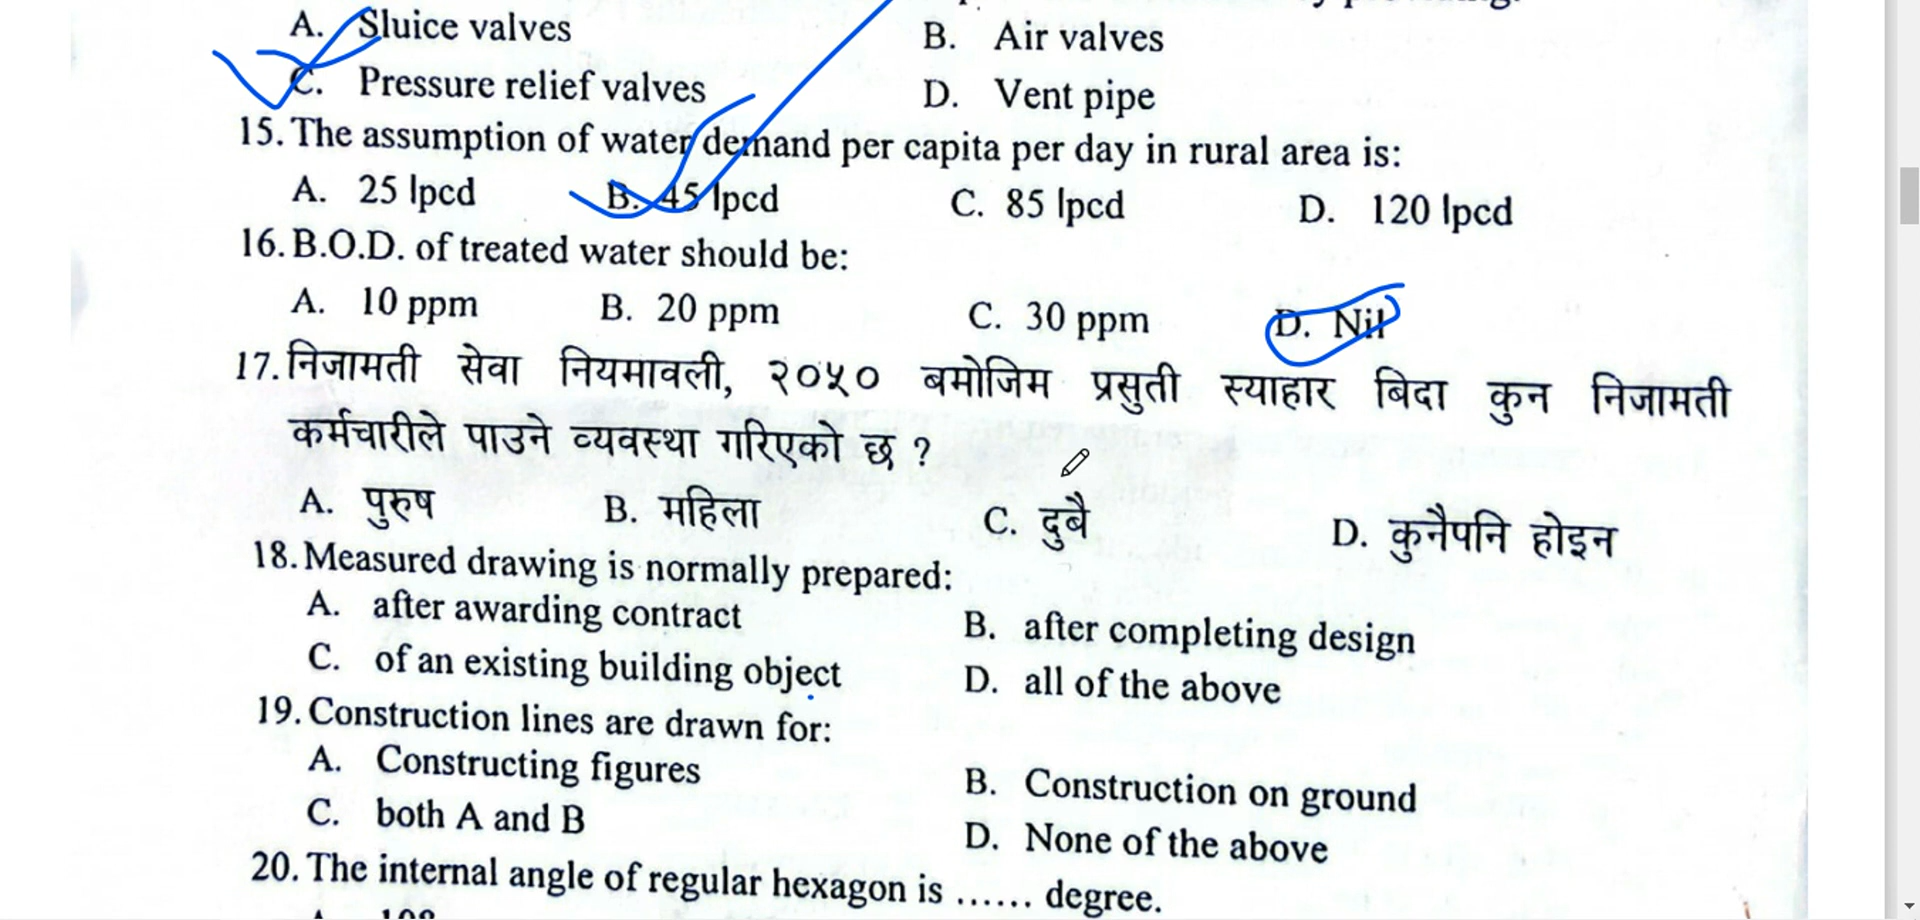 A. Sluice valves B. Air valves
C. Pressure relief valves D. Vent pipe
15. The assumption of water demand per capita per day in rural area is:
A. 25 lpcd B. 45 lpcd C. 85 lpcd D. 120 lpcd
16. B.O.D. of treated water should be:
A. 10 ppm B. 20 ppm C. 30 ppm D. Nil
17. निजामती सेवा नियमावली, २०५० बमोजिम प्रसुती स्याहार बिदा कुन निजामती
कर्मचारीले पाउने व्यवस्था गरिएको छ ?
A. पुरुष B. महिला C. दुबै D. कुनैपनि होइन
18. Measured drawing is normally prepared:
A. after awarding contract B. after completing design
C. of an existing building object D. all of the above
19. Construction lines are drawn for:
A. Constructing figures B. Construction on ground
C. both A and B D. None of the above
20. The internal angle of regular hexagon is ...... degree.